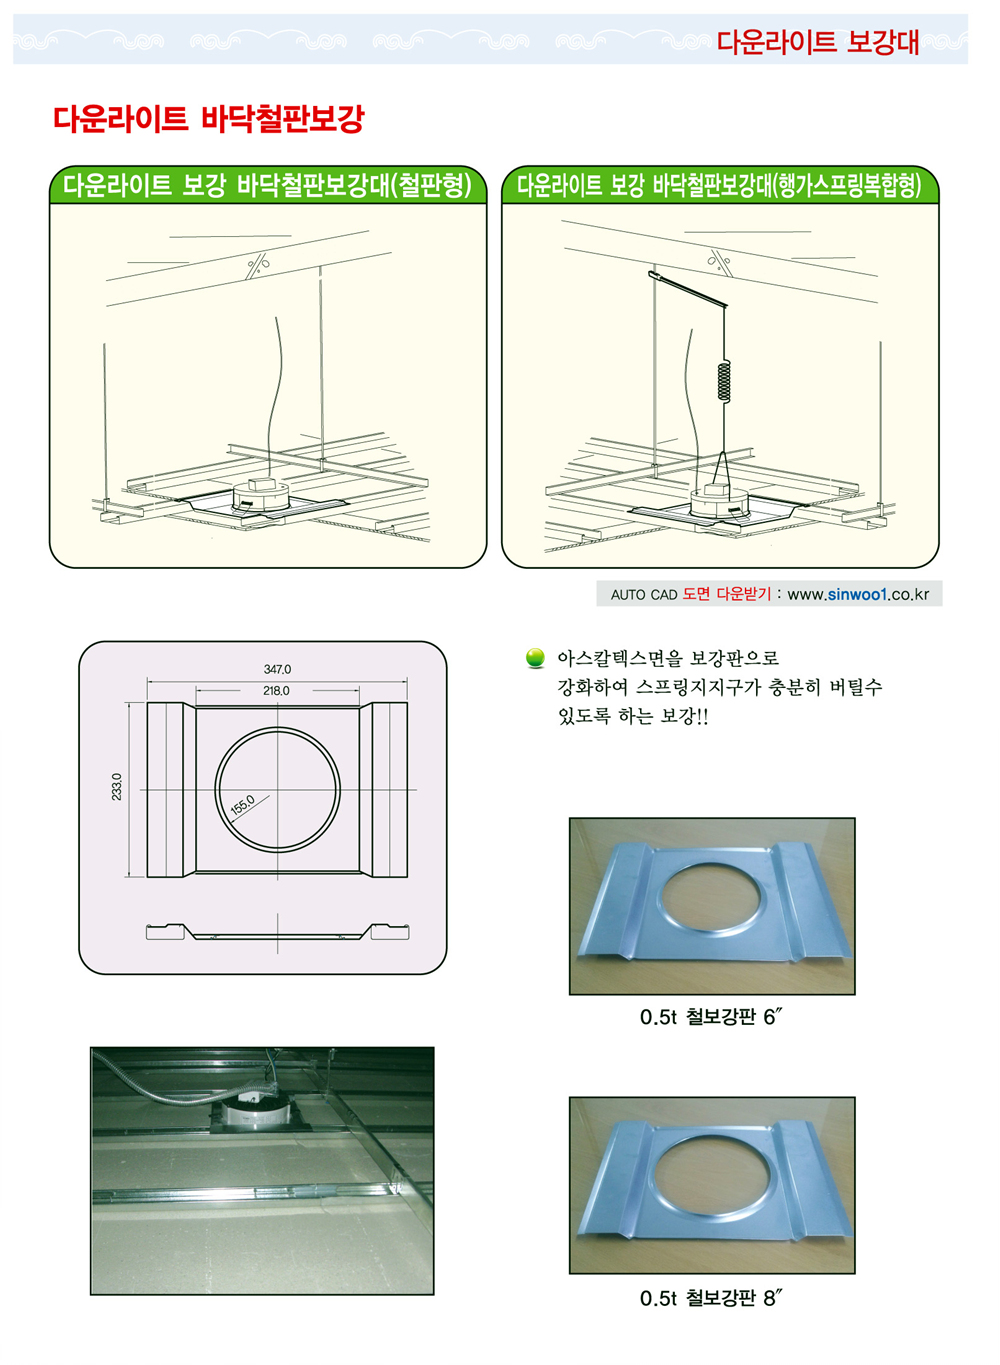 다운라이트 보강대
다운라이트 바닥철판보강
다운라이트 보강 바닥철판보강대(철판형)
다운라이트 보강 바닥철판보강대(행가스프링복합형)
AUTO CAD 도면 다운받기 : www.sinwoo1.co.kr
347.0
218.0
233.0
155.0
아스칼텍스면을 보강판으로
강화하여 스프링지지구가 충분히 버틸수
있도록 하는 보강!!
0.5t 철보강판 6″
0.5t 철보강판 8″